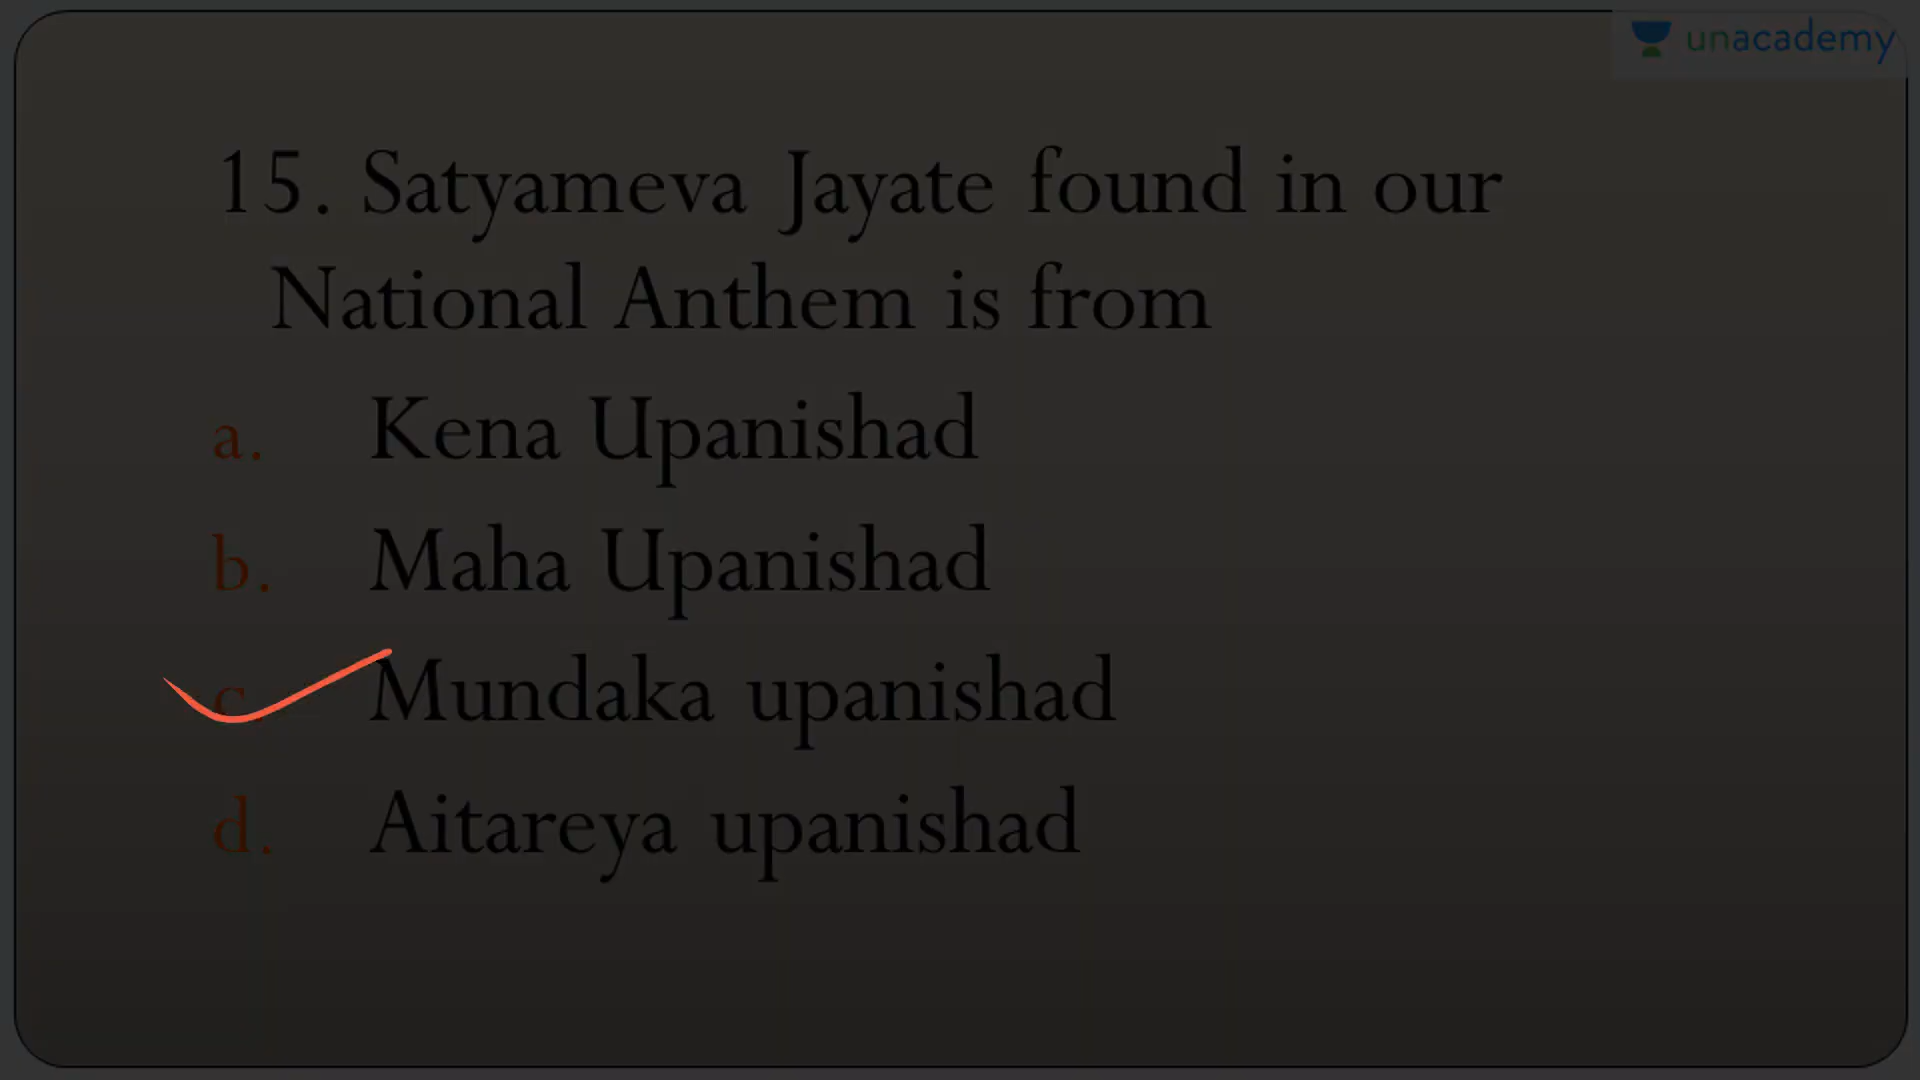 unacademy
15. Satyameva Jayate found in our
National Anthem is from
a. Kena Upanishad
b. Maha Upanishad
c Mundaka upanishad
d. Aitareya upanishad